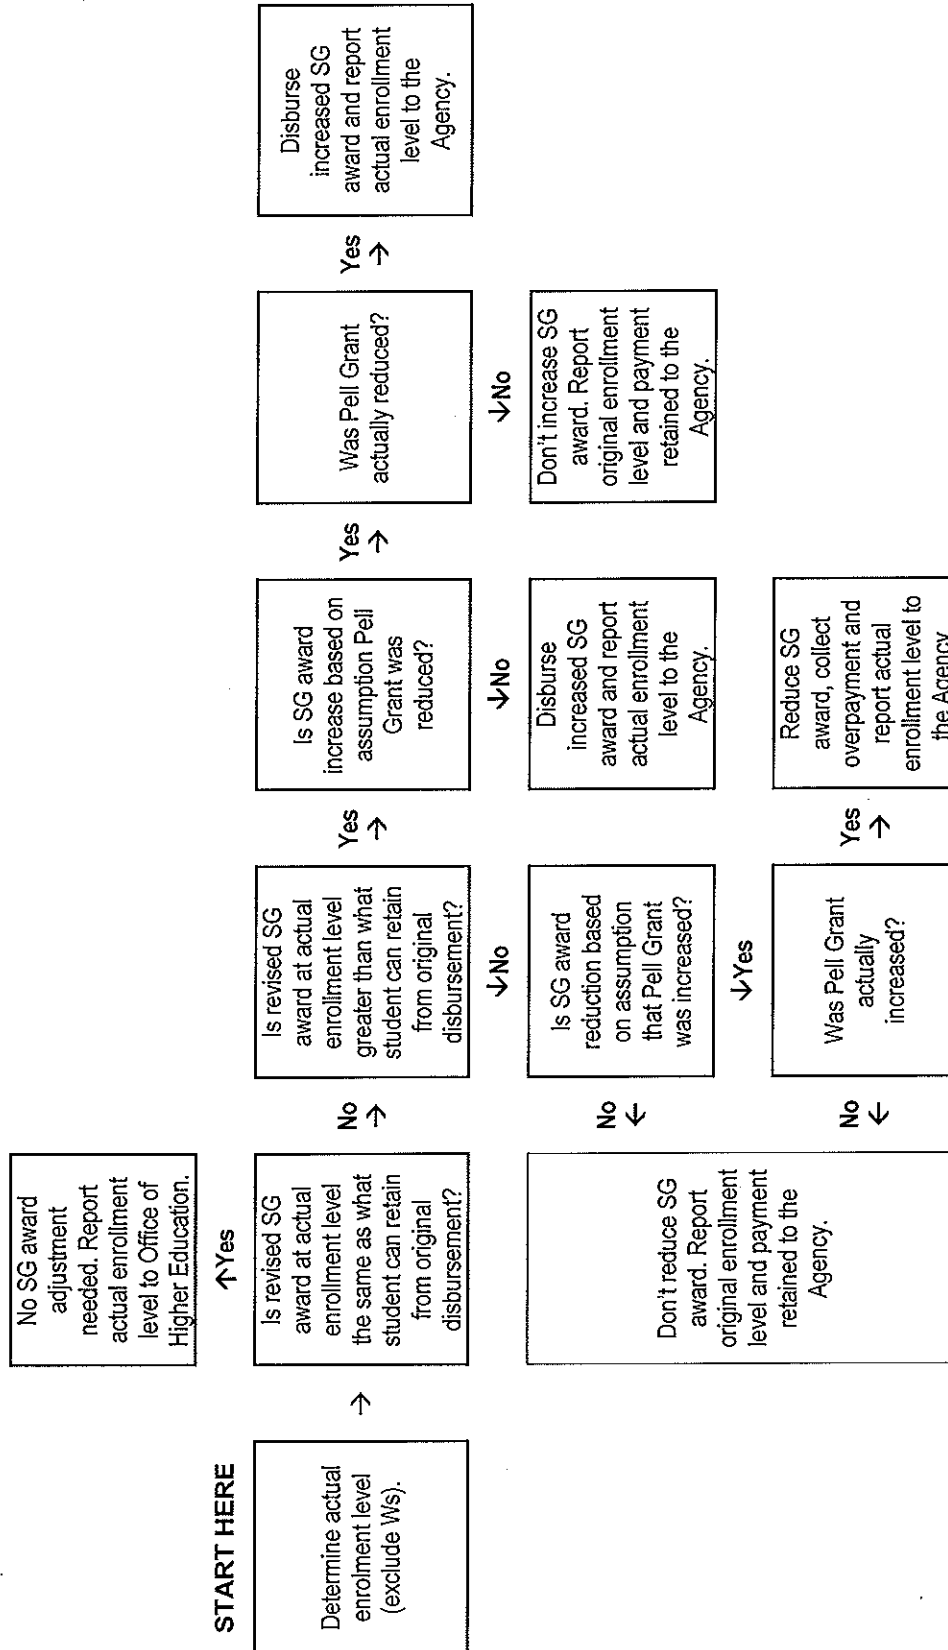 No SG award
adjustment
needed. Report
actual enrollment
level to Office of
Higher Education.
↑Yes
START HERE
Determine actual
enrolment level
(exclude Ws).
→
Is revised SG
award at actual
enrollment level
the same as what
student can retain
from original
disbursement?
No
→
Is revised SG
award at actual
enrollment level
greater than what
student can retain
from original
disbursement?
Yes
→
Is SG award
increase based on
assumption Pell
Grant was
reduced?
Yes
→
Was Pell Grant
actually reduced?
Yes
→
Disburse
increased SG
award and report
actual enrollment
level to the
Agency.
↓No
↓No
↓No
Don't reduce SG
award. Report
original enrollment
level and payment
retained to the
Agency.
No
←
Is SG award
reduction based
on assumption
that Pell Grant
was increased?
Disburse
increased SG
award and report
actual enrollment
level to the
Agency.
Don't increase SG
award. Report
original enrollment
level and payment
retained to the
Agency.
↓Yes
No
←
Was Pell Grant
actually
increased?
Yes
→
Reduce SG
award, collect
overpayment and
report actual
enrollment level to
the Agency